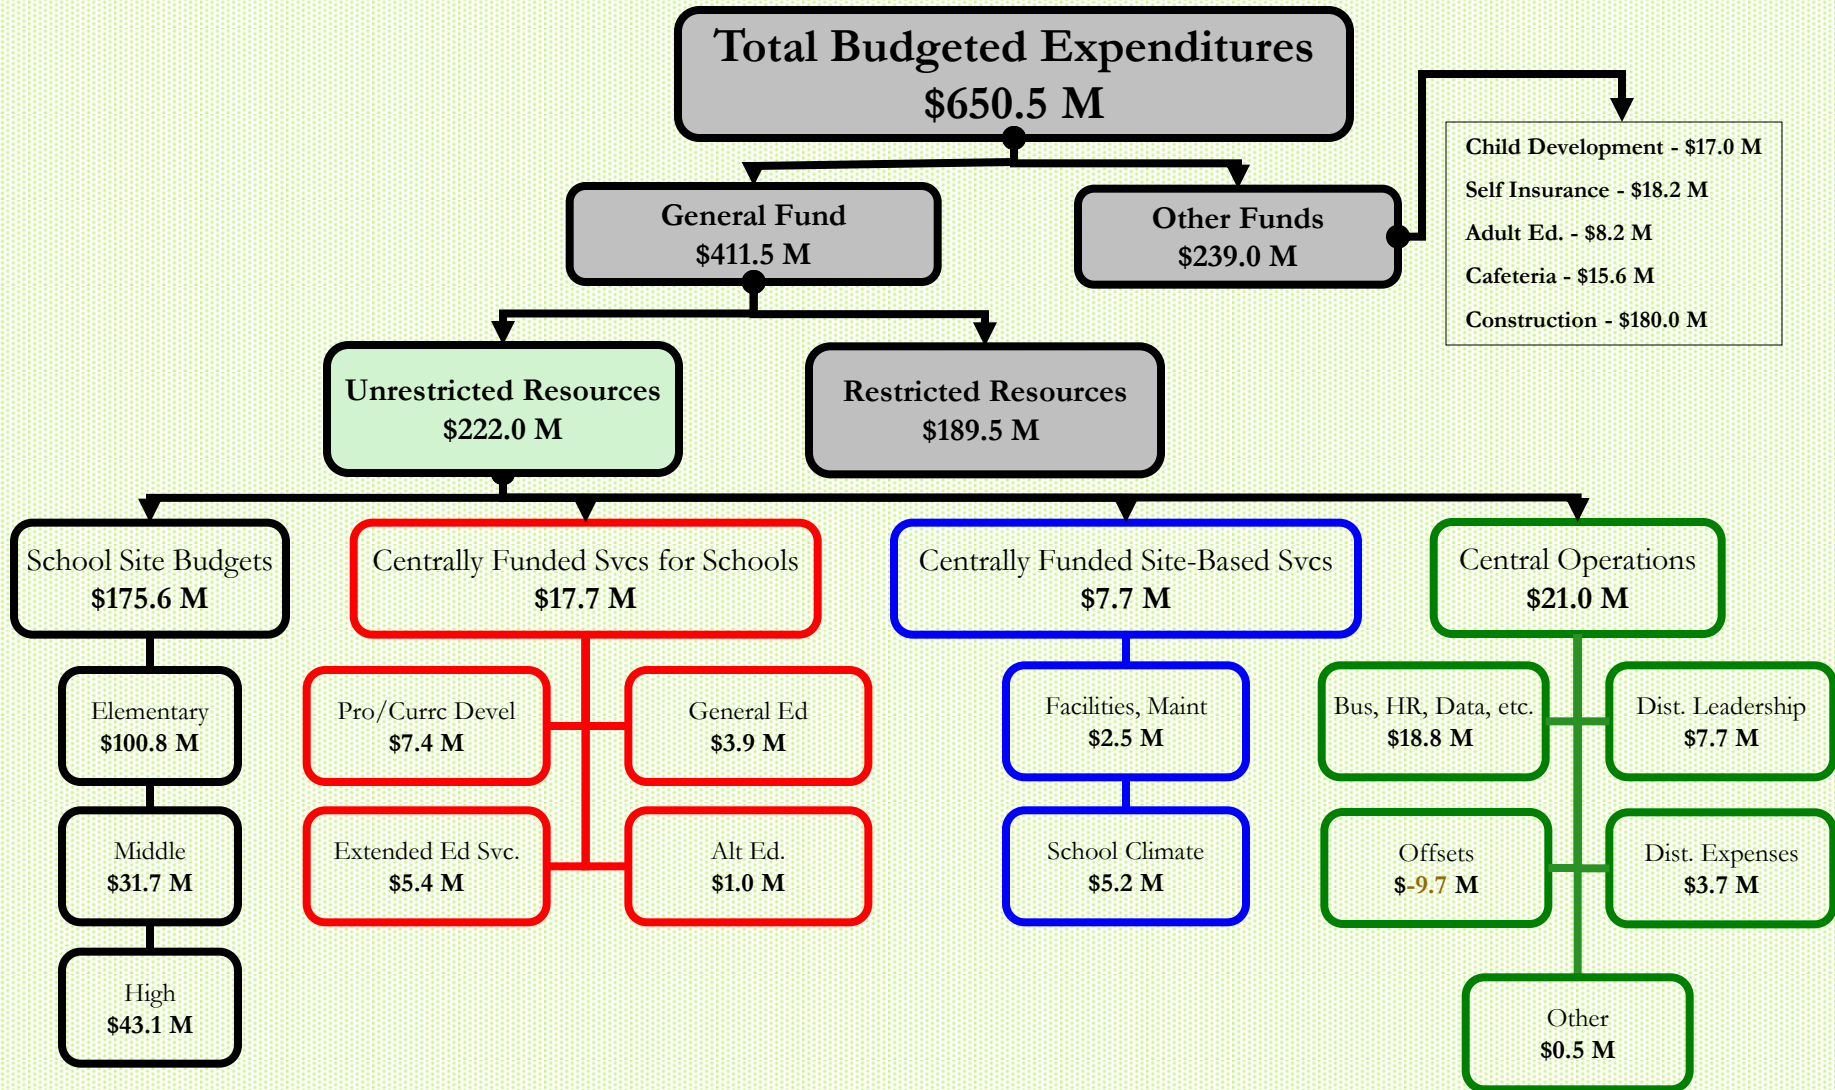 Total Budgeted Expenditures
$650.5 M
General Fund
$411.5 M
Other Funds
$239.0 M
Child Development - $17.0 M
Self Insurance - $18.2 M
Adult Ed. - $8.2 M
Cafeteria - $15.6 M
Construction - $180.0 M
Unrestricted Resources
$222.0 M
Restricted Resources
$189.5 M
School Site Budgets
$175.6 M
Elementary
$100.8 M
Middle
$31.7 M
High
$43.1 M
Centrally Funded Svcs for Schools
$17.7 M
Pro/Currc Devel
$7.4 M
General Ed
$3.9 M
Extended Ed Svc.
$5.4 M
Alt Ed.
$1.0 M
Centrally Funded Site-Based Svcs
$7.7 M
Facilities, Maint
$2.5 M
School Climate
$5.2 M
Central Operations
$21.0 M
Bus, HR, Data, etc.
$18.8 M
Dist. Leadership
$7.7 M
Offsets
$-9.7 M
Dist. Expenses
$3.7 M
Other
$0.5 M